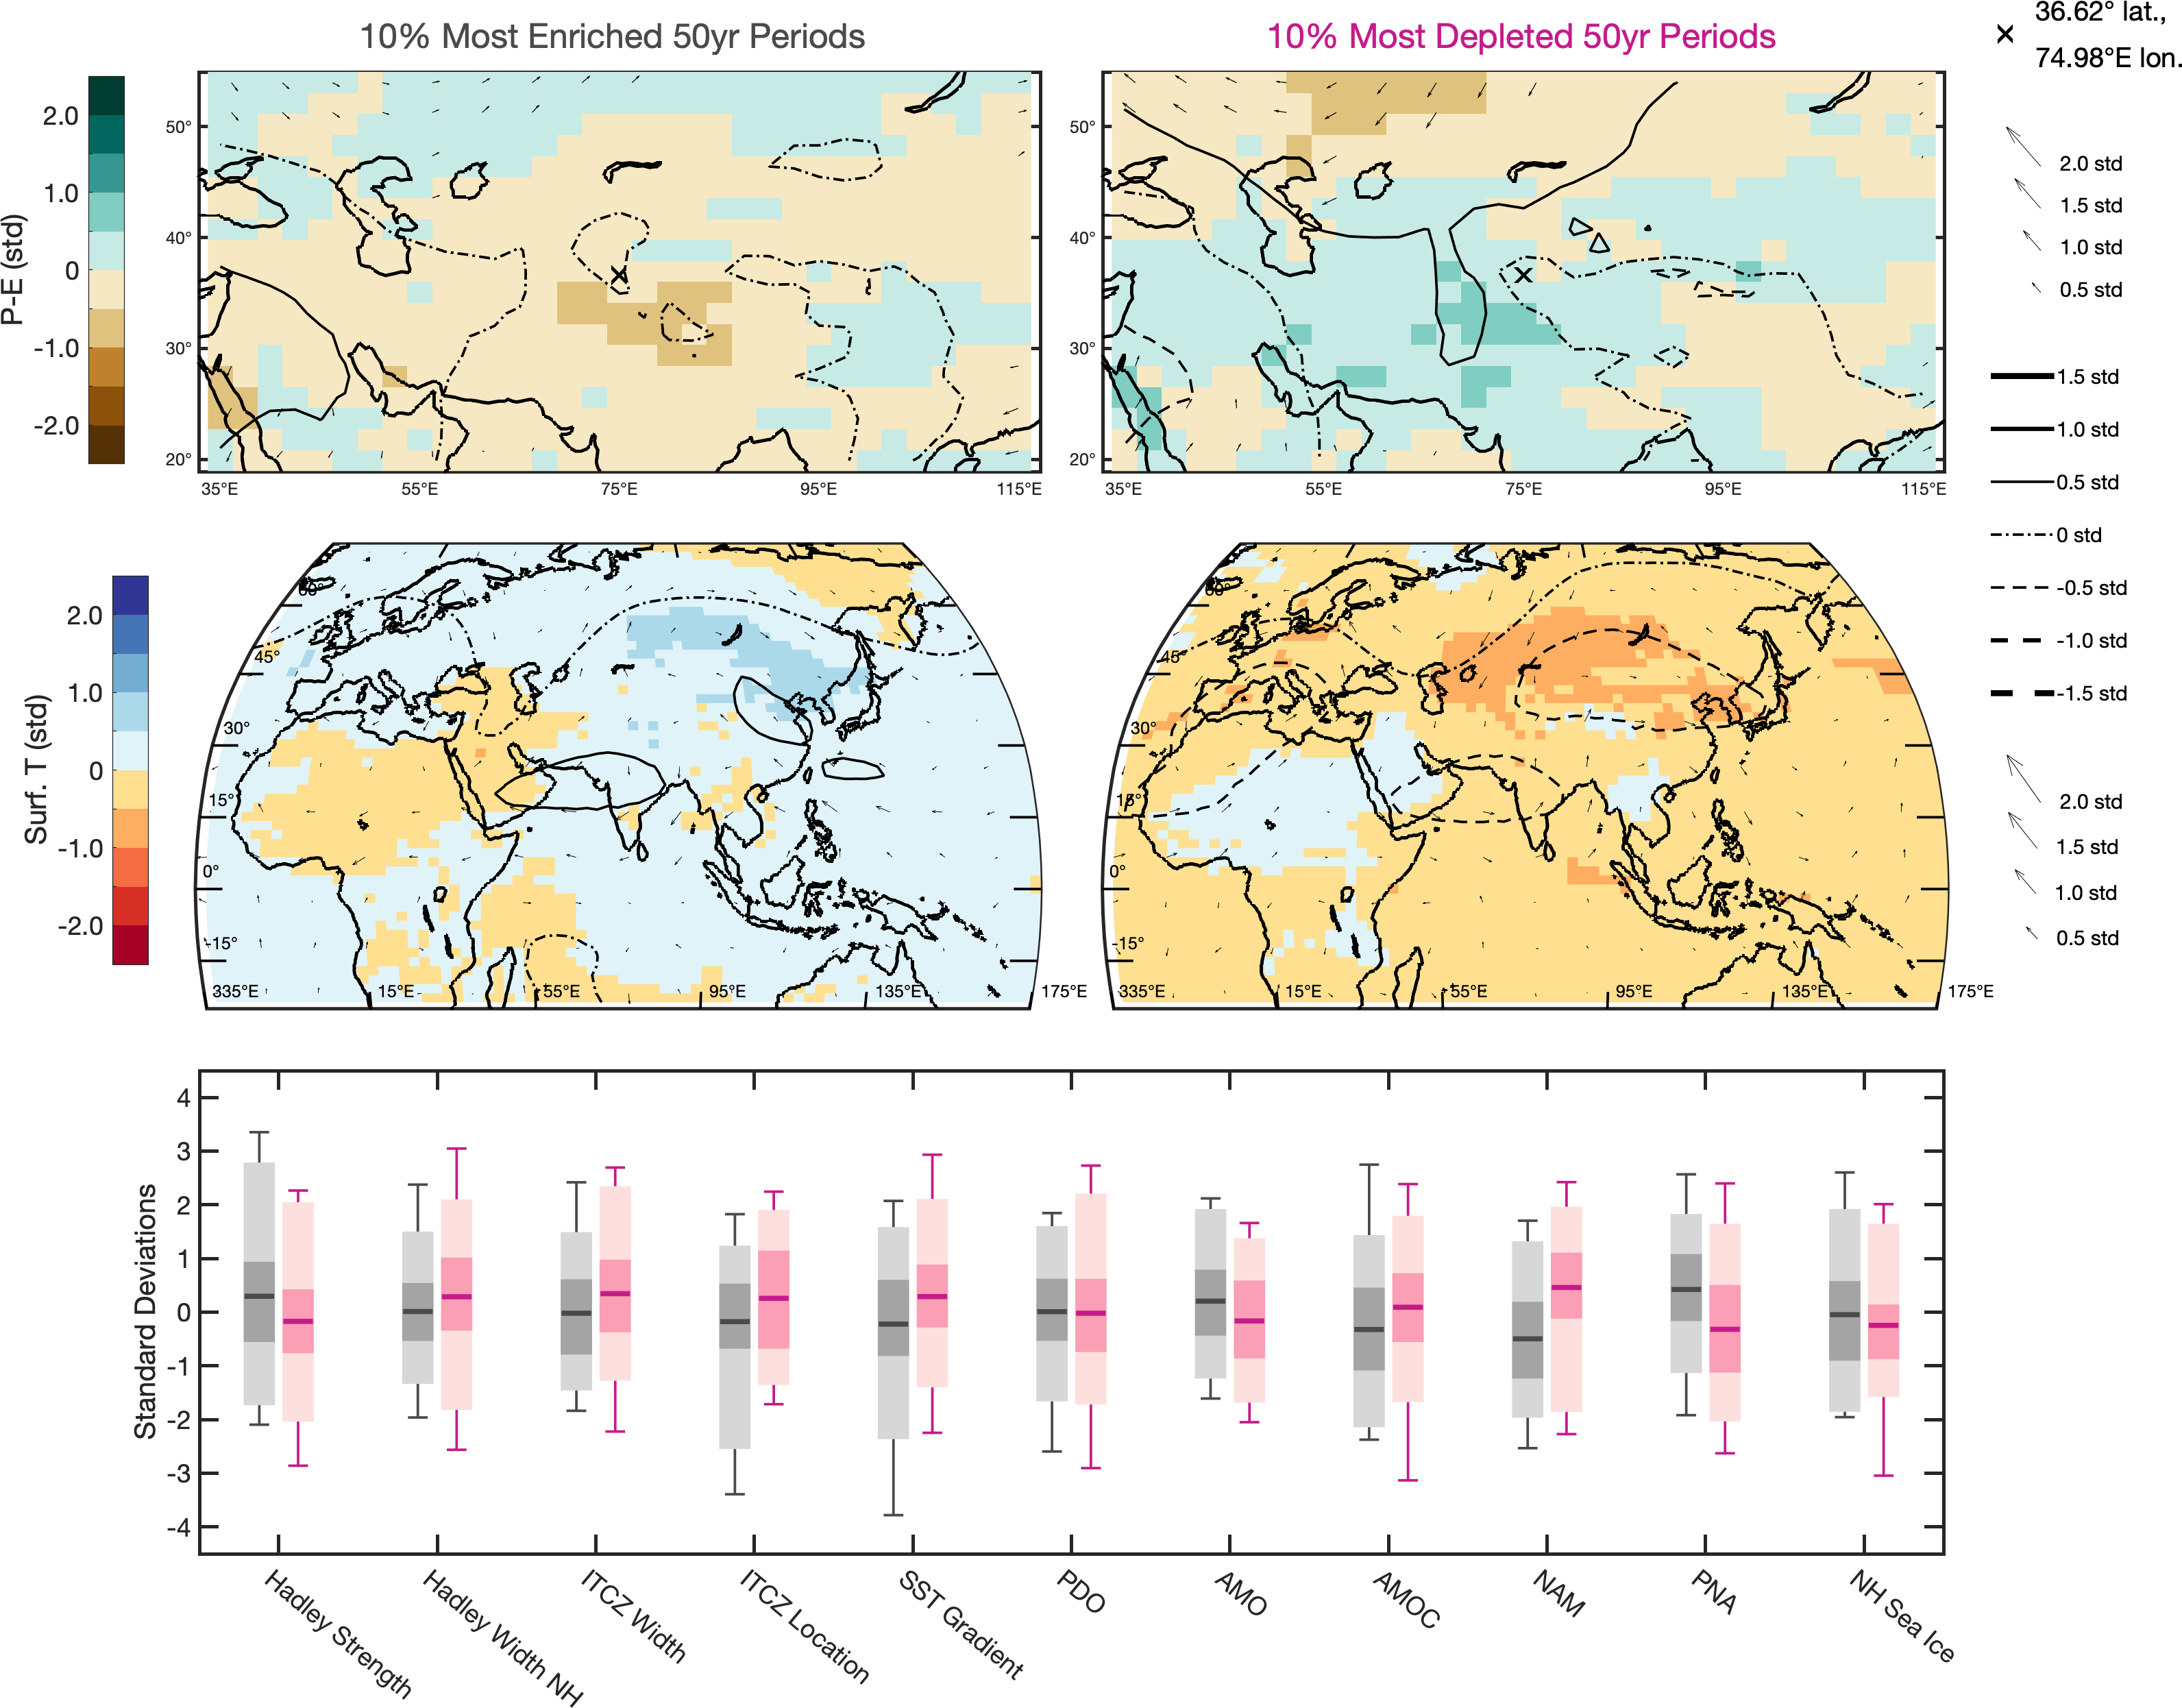 10% Most Enriched 50yr Periods
10% Most Depleted 50yr Periods
36.62° lat.,
74.98°E lon.
P-E (std)
2.0
1.0
0
-1.0
-2.0
50°
40°
30°
20°
35°E 55°E 75°E 95°E 115°E
50°
40°
30°
20°
35°E 55°E 75°E 95°E 115°E
2.0 std
1.5 std
1.0 std
0.5 std
1.5 std
1.0 std
0.5 std
0 std
-0.5 std
-1.0 std
-1.5 std
2.0 std
1.5 std
1.0 std
0.5 std
Surf. T (std)
2.0
1.0
0
-1.0
-2.0
60°
45°
30°
15°
0°
-15°
335°E 15°E 55°E 95°E 135°E 175°E
60°
45°
30°
15°
0°
-15°
335°E 15°E 55°E 95°E 135°E 175°E
Standard Deviations
4
3
2
1
0
-1
-2
-3
-4
Hadley Strength
Hadley Width NH
ITCZ Width
ITCZ Location
SST Gradient
PDO
AMO
AMOC
NAM
PNA
NH Sea Ice